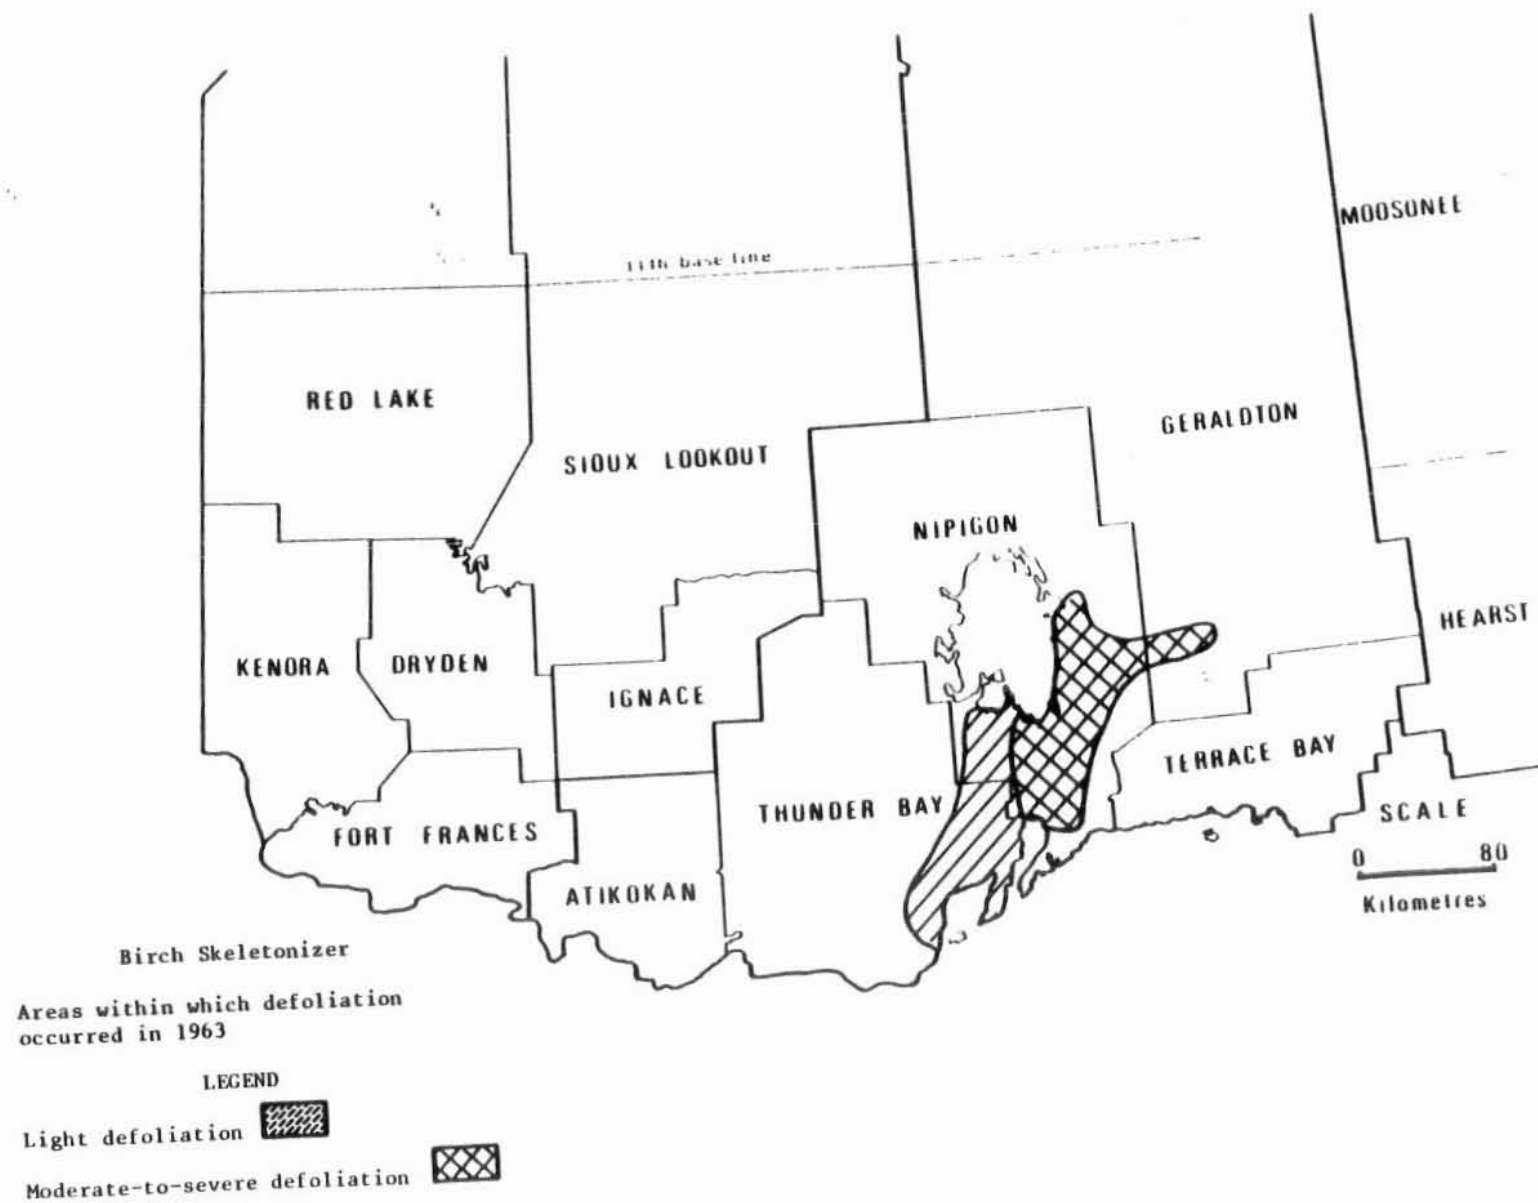 MOOSONEE
11th base line
RED LAKE
GERALDTON
SIOUX LOOKOUT
NIPIGON
HEARST
KENORA
DRYDEN
IGNACE
TERRACE BAY
THUNDER BAY
SCALE
FORT FRANCES
0 80
Kilometres
ATIKOKAN
Birch Skeletonizer
Areas within which defoliation
occurred in 1963
LEGEND
Light defoliation
Moderate-to-severe defoliation